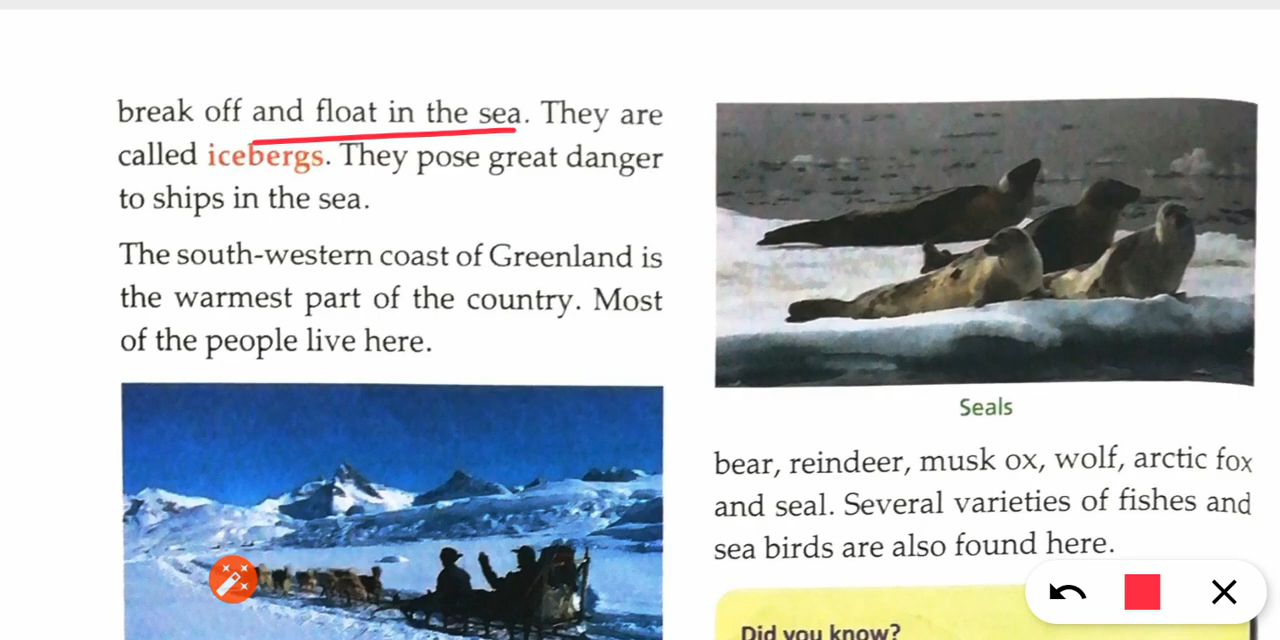 break off and float in the sea. They are
called icebergs. They pose great danger
to ships in the sea.
The south-western coast of Greenland is
the warmest part of the country. Most
of the people live here.
Seals
bear, reindeer, musk ox, wolf, arctic fox
and seal. Several varieties of fishes and
sea birds are also found here.
Did you know?